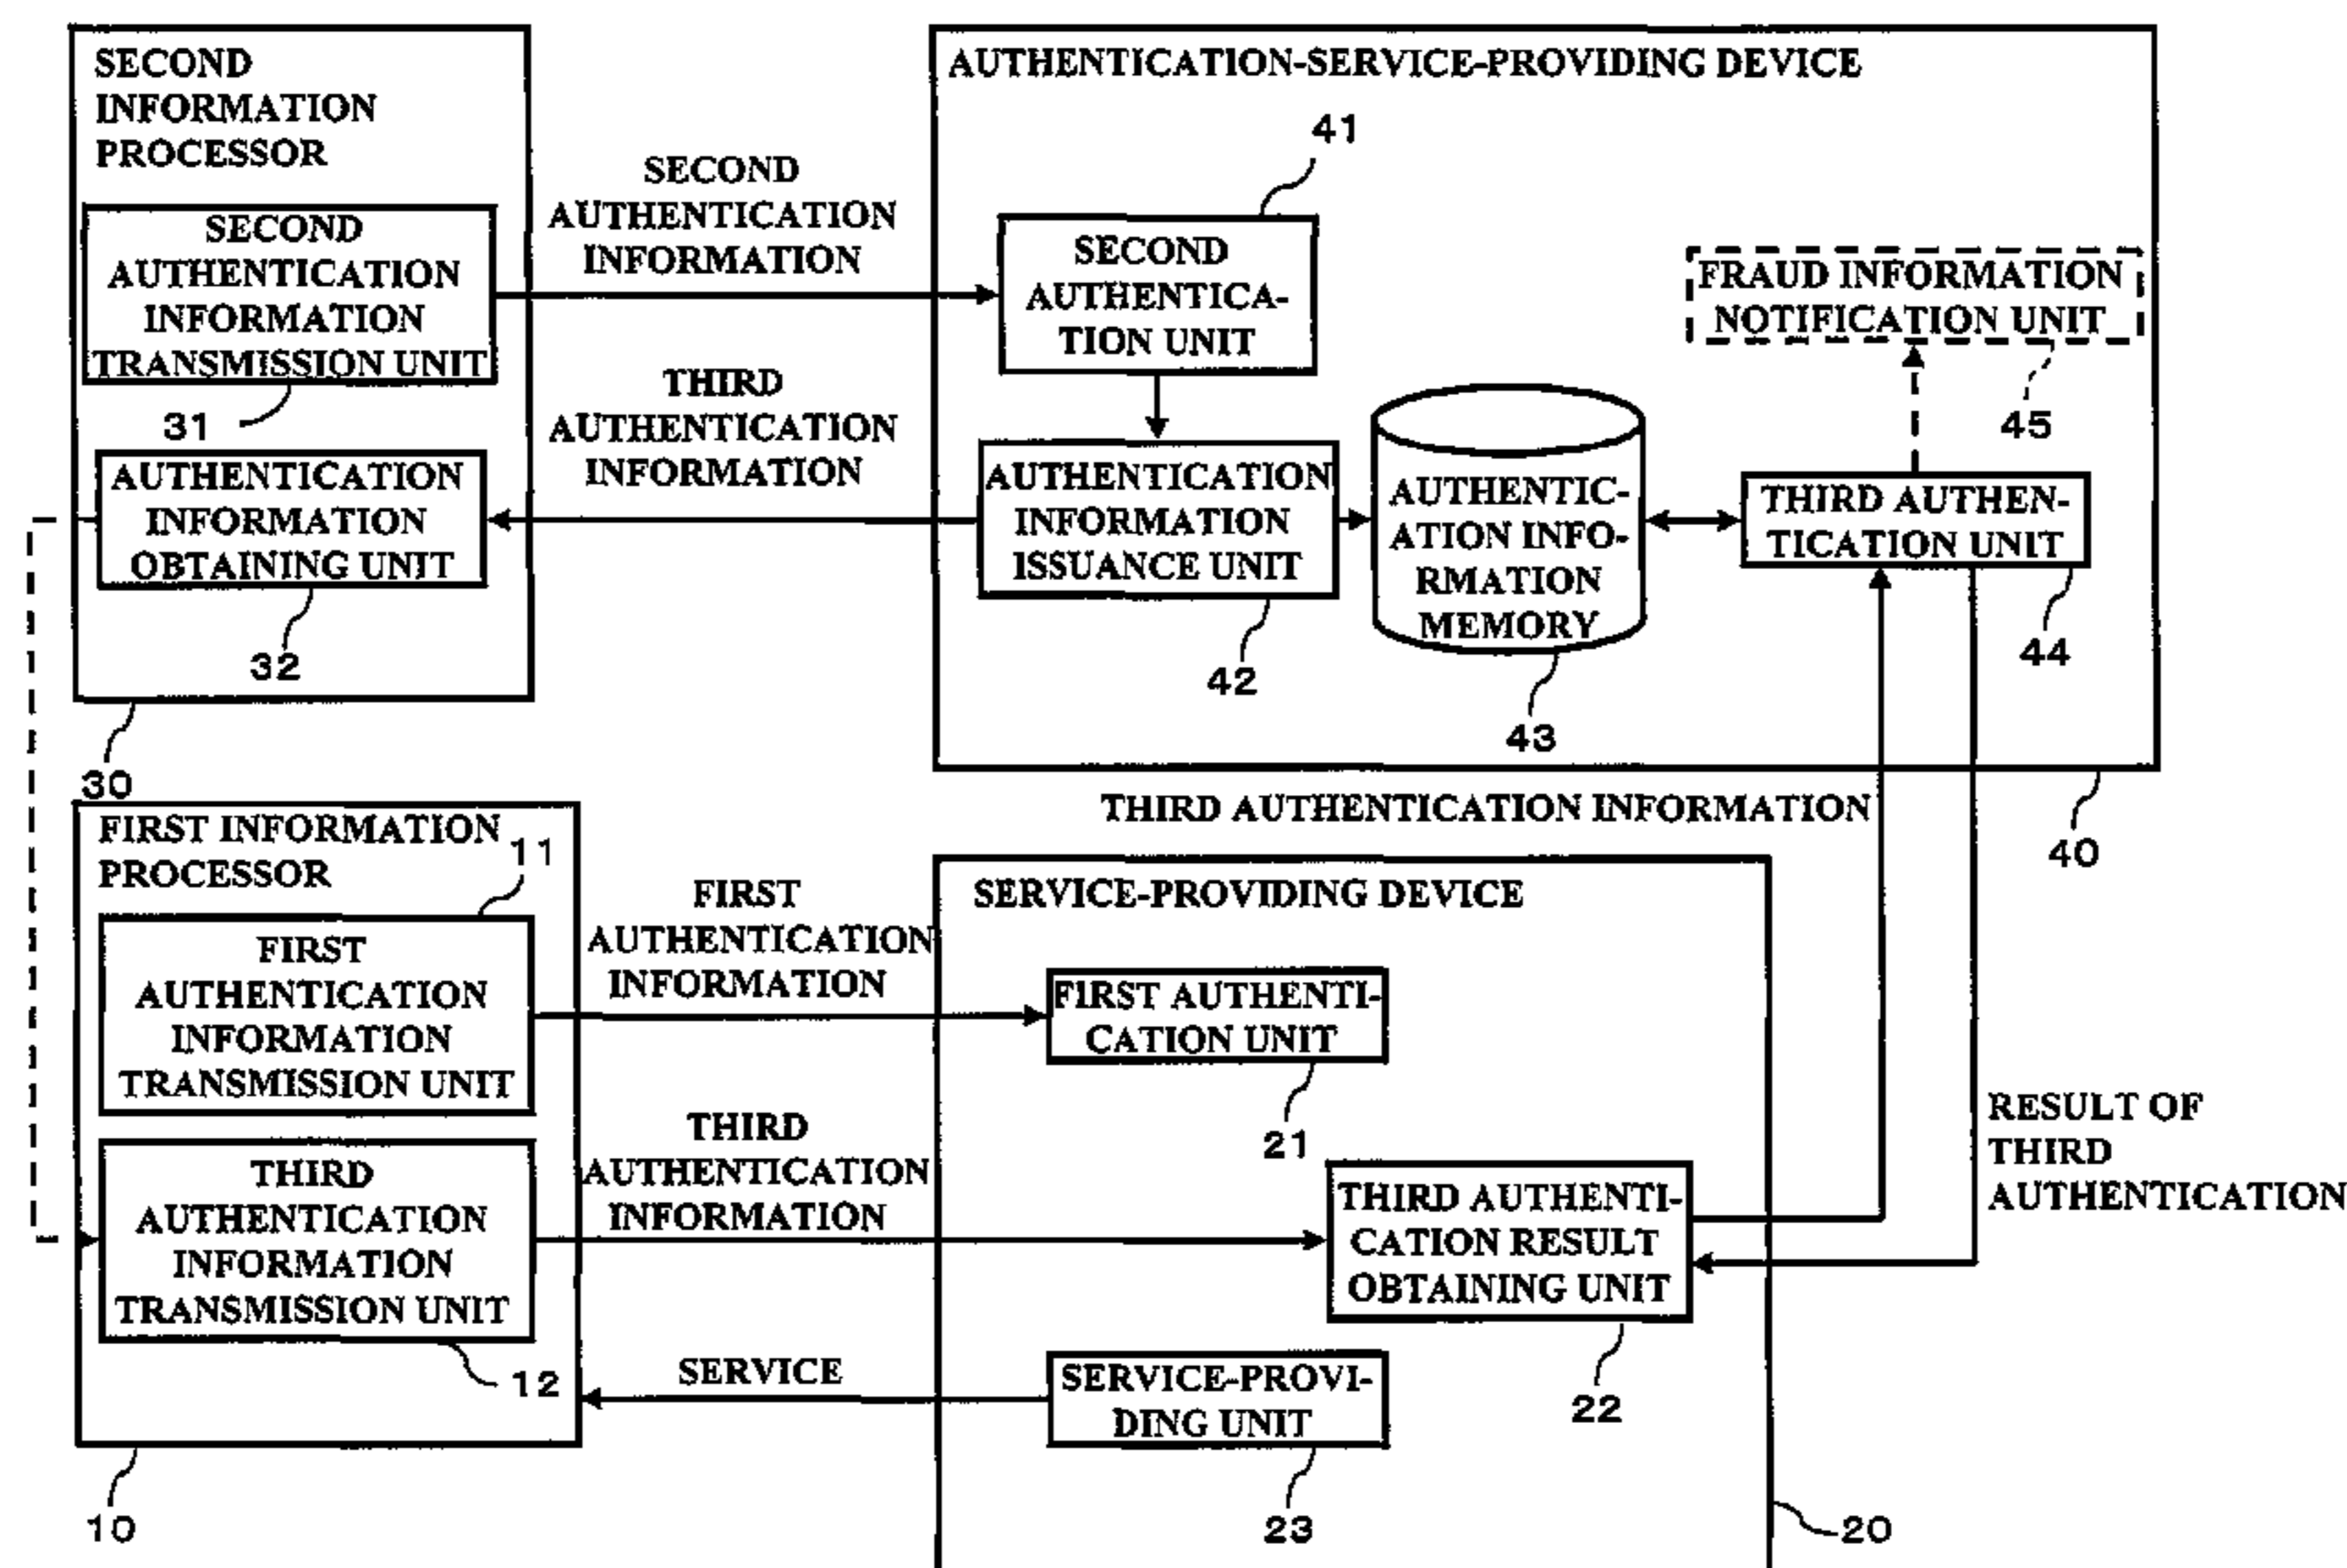 SECOND
INFORMATION
PROCESSOR
SECOND
AUTHENTICATION
INFORMATION
TRANSMISSION UNIT
31
AUTHENTICATION
INFORMATION
OBTAINING UNIT
32
30
SECOND
AUTHENTICATION
INFORMATION
THIRD
AUTHENTICATION
INFORMATION
AUTHENTICATION-SERVICE-PROVIDING DEVICE
41
SECOND
AUTHENTICA-
TION UNIT
AUTHENTICATION
INFORMATION
ISSUANCE UNIT
42
AUTHENTIC-
ATION INFO-
RMATION
MEMORY
43
FRAUD INFORMATION
NOTIFICATION UNIT
45
THIRD AUTHEN-
TICATION UNIT
44
40
THIRD AUTHENTICATION INFORMATION
FIRST INFORMATION
PROCESSOR
11
FIRST
AUTHENTICATION
INFORMATION
TRANSMISSION UNIT
THIRD
AUTHENTICATION
INFORMATION
TRANSMISSION UNIT
12
10
FIRST
AUTHENTICATION
INFORMATION
THIRD
AUTHENTICATION
INFORMATION
SERVICE
SERVICE-PROVIDING DEVICE
FIRST AUTHENTI-
CATION UNIT
21
THIRD AUTHENTI-
CATION RESULT
OBTAINING UNIT
22
SERVICE-PROVI-
DING UNIT
23
20
RESULT OF
THIRD
AUTHENTICATION